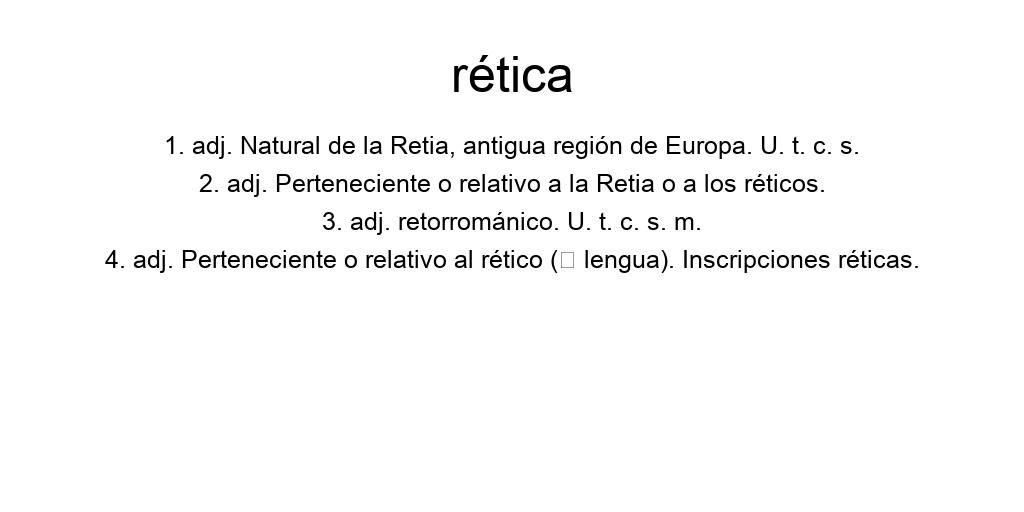 rética
1. adj. Natural de la Retia, antigua región de Europa. U. t. c. s.
2. adj. Perteneciente o relativo a la Retia o a los réticos.
3. adj. retorrománico. U. t. c. s. m.
4. adj. Perteneciente o relativo al rético (□ lengua). Inscripciones réticas.